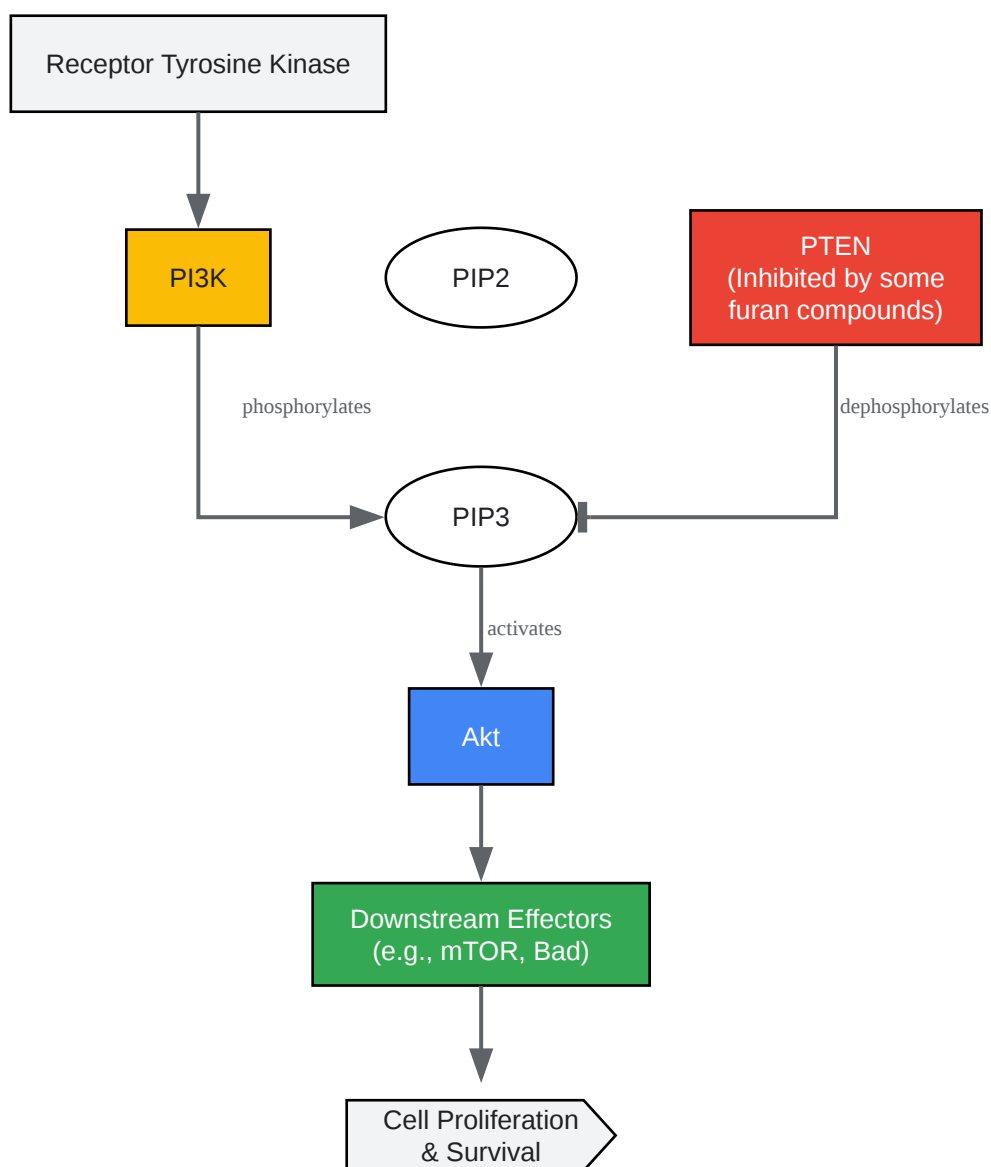 Receptor Tyrosine Kinase
PI3K
PIP2
PTEN
(Inhibited by some
furan compounds)
phosphorylates
dephosphorylates
PIP3
activates
Akt
Downstream Effectors
(e.g., mTOR, Bad)
Cell Proliferation
& Survival